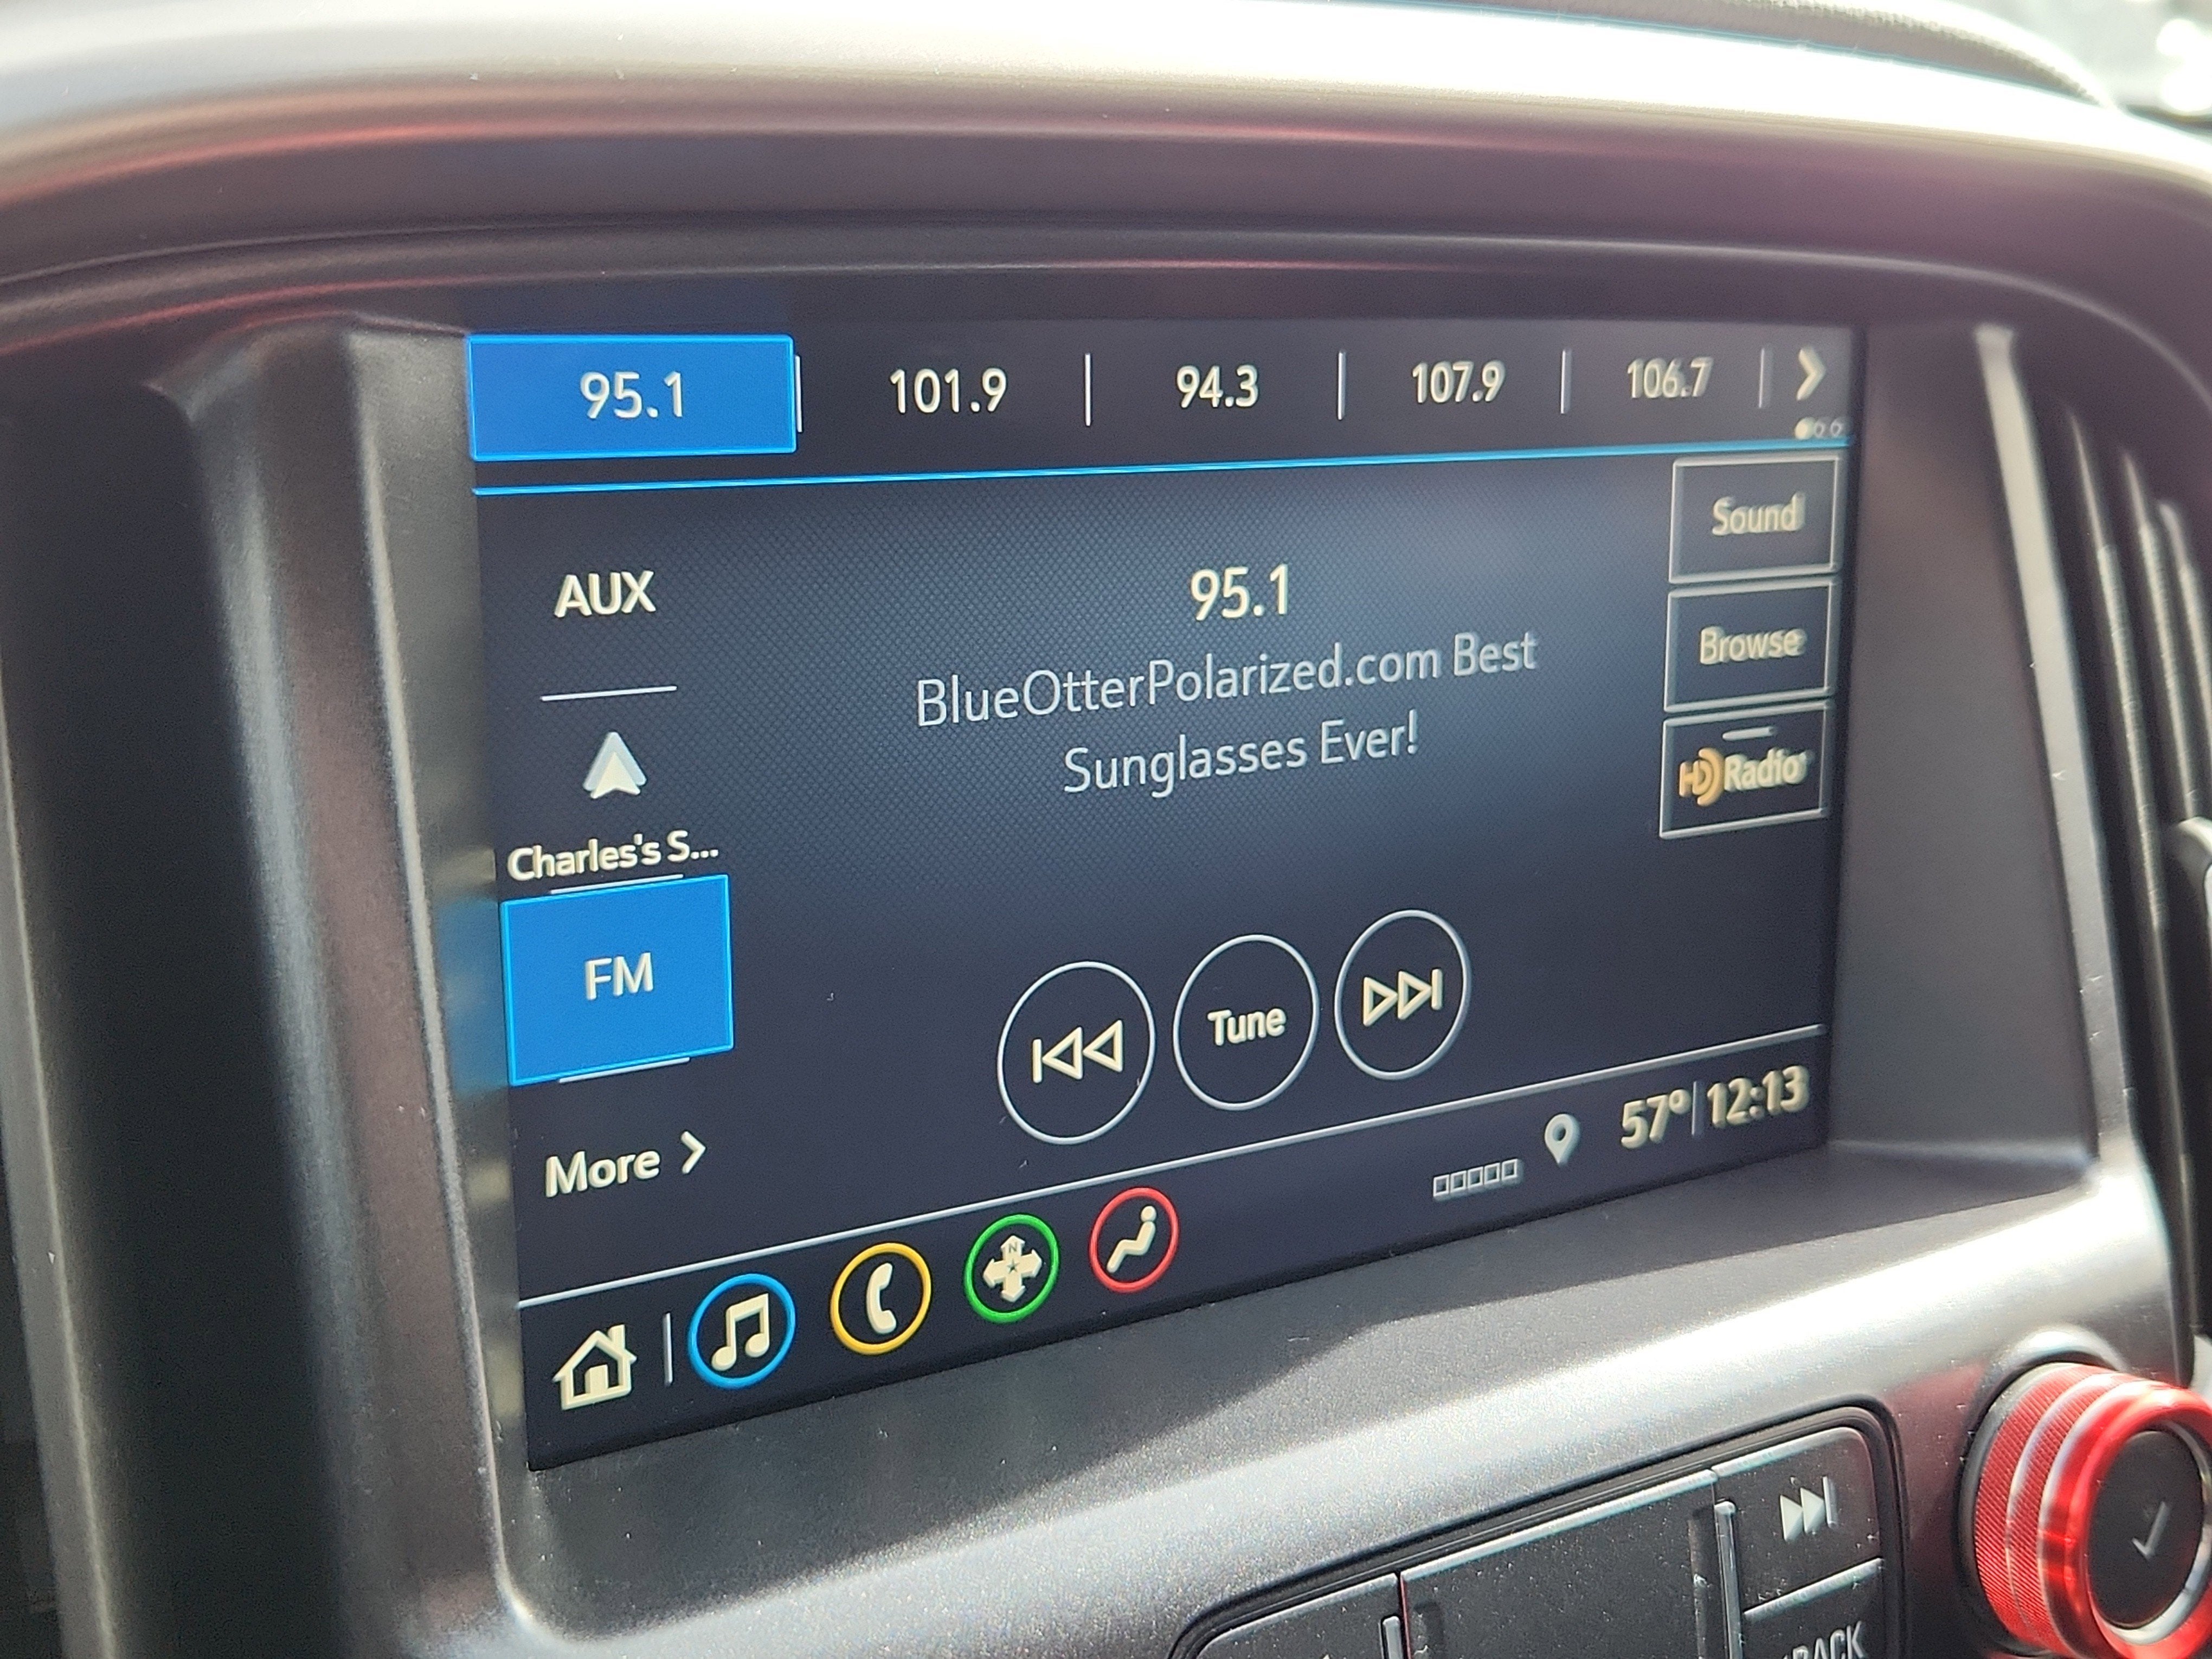 95.1 101.9 94.3 107.9 106.7
AUX
Charles's S...
FM
More
95.1
BlueOtterPolarized.com Best
Sunglasses Ever!
Tune
Sound
Browse
HD Radio
57° 12:13
N
BACK